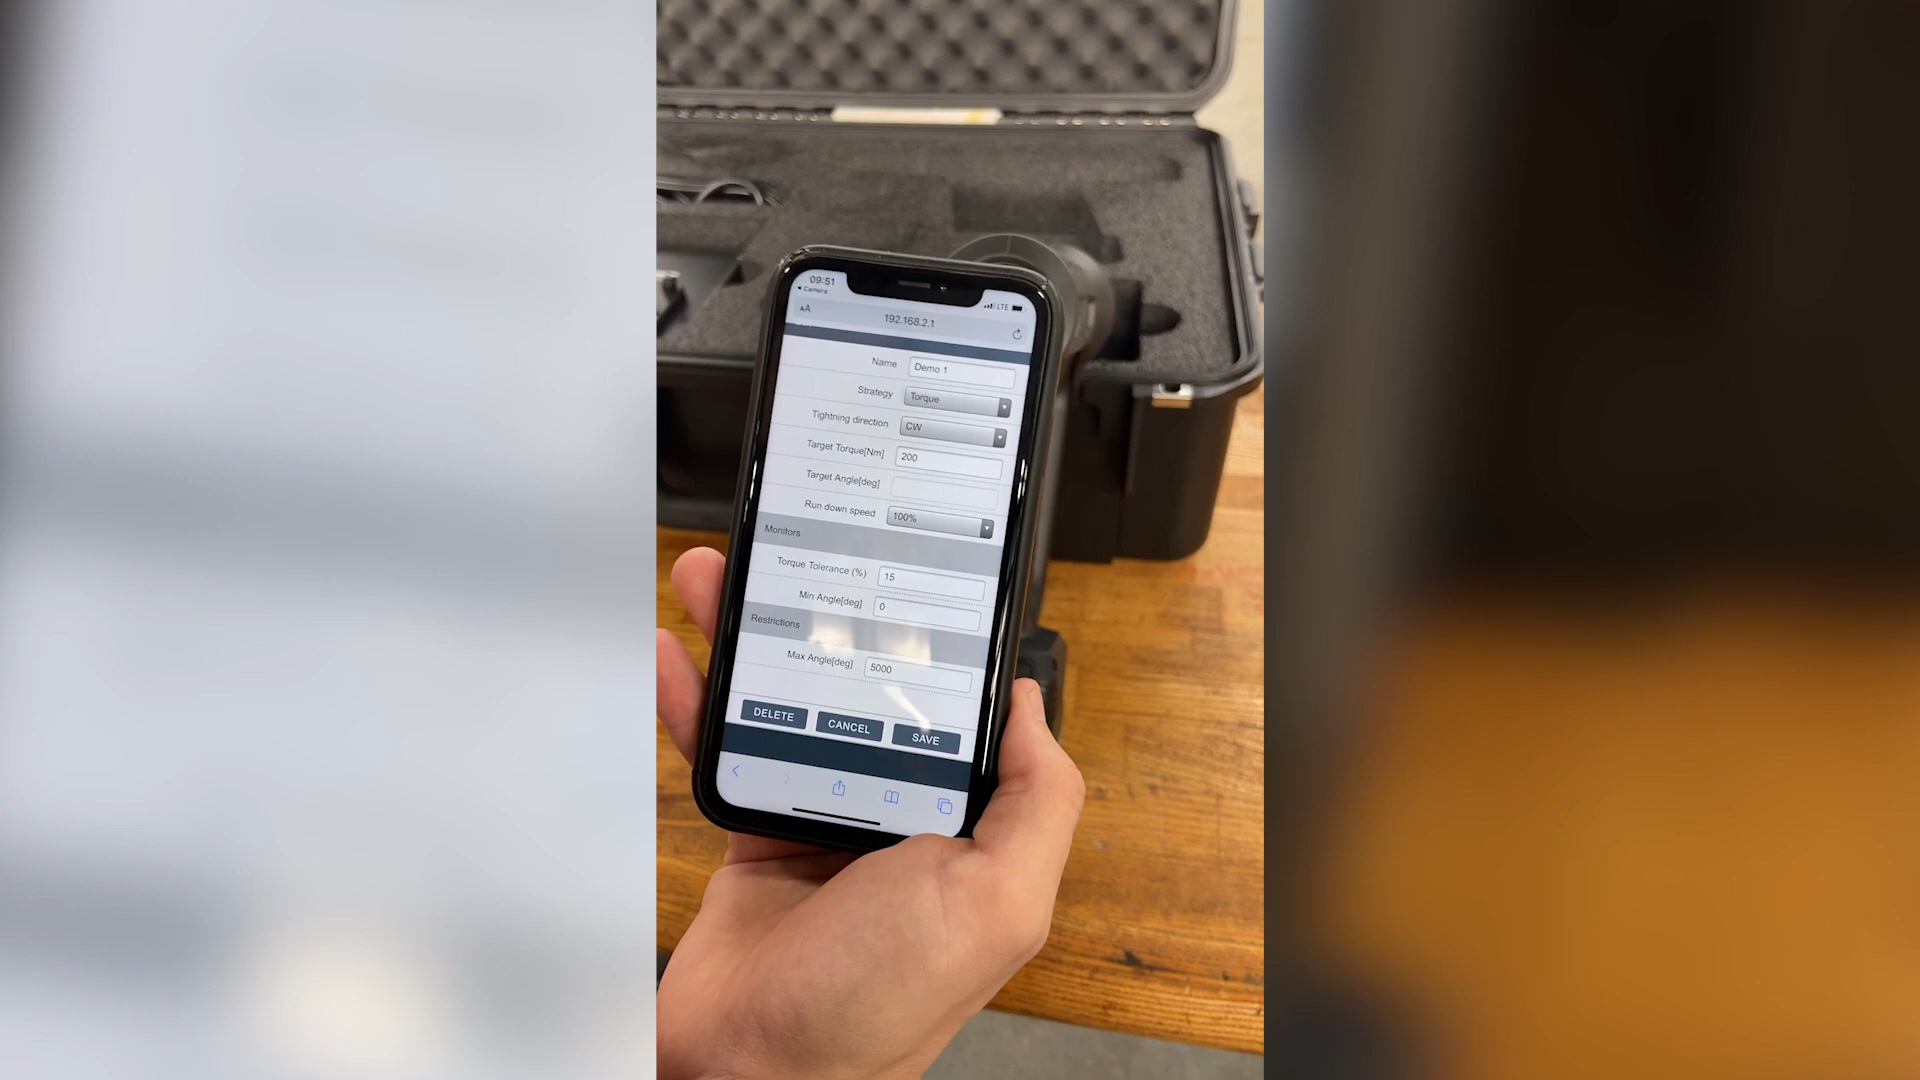 09:51
Camera
LTE
AA
192.168.2.1
Name Demo 1
Strategy Torque
Tightning direction CW
Target Torque[Nm] 200
Target Angle[deg]
Run down speed 100%
Monitors
Torque Tolerance (%) 15
Min Angle[deg] 0
Restrictions
Max Angle[deg] 5000
DELETE CANCEL SAVE